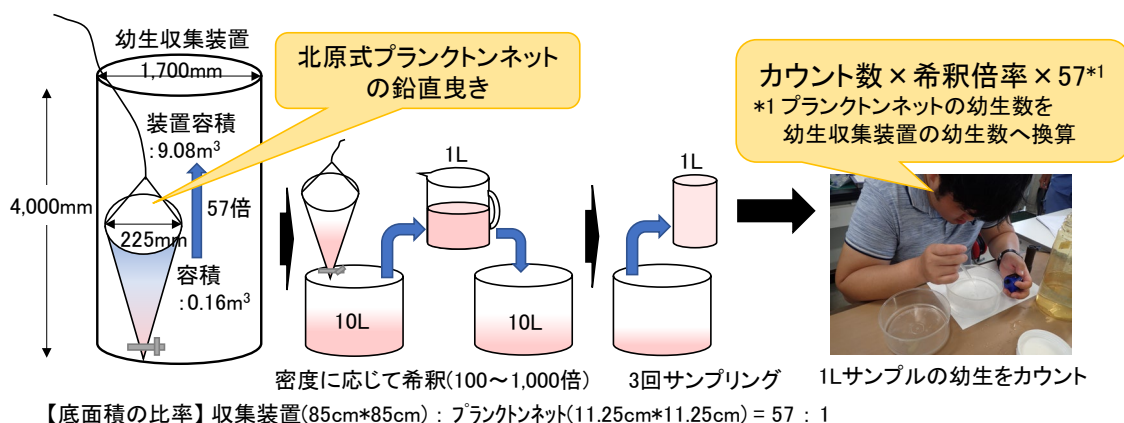 幼生収集装置
1,700mm
北原式プランクトンネット
の鉛直曳き
カウント数×希釈倍率×57*1
*1 プランクトンネットの幼生数を
幼生収集装置の幼生数へ換算
装置容積
:9.08m3
4,000mm
57倍
225mm
容積
:0.16m3
1L
10L
10L
1L
密度に応じて希釈(100～1,000倍)
3回サンプリング
1Lサンプルの幼生をカウント
【底面積の比率】 収集装置(85cm*85cm) : プランクトンネット(11.25cm*11.25cm) = 57 : 1